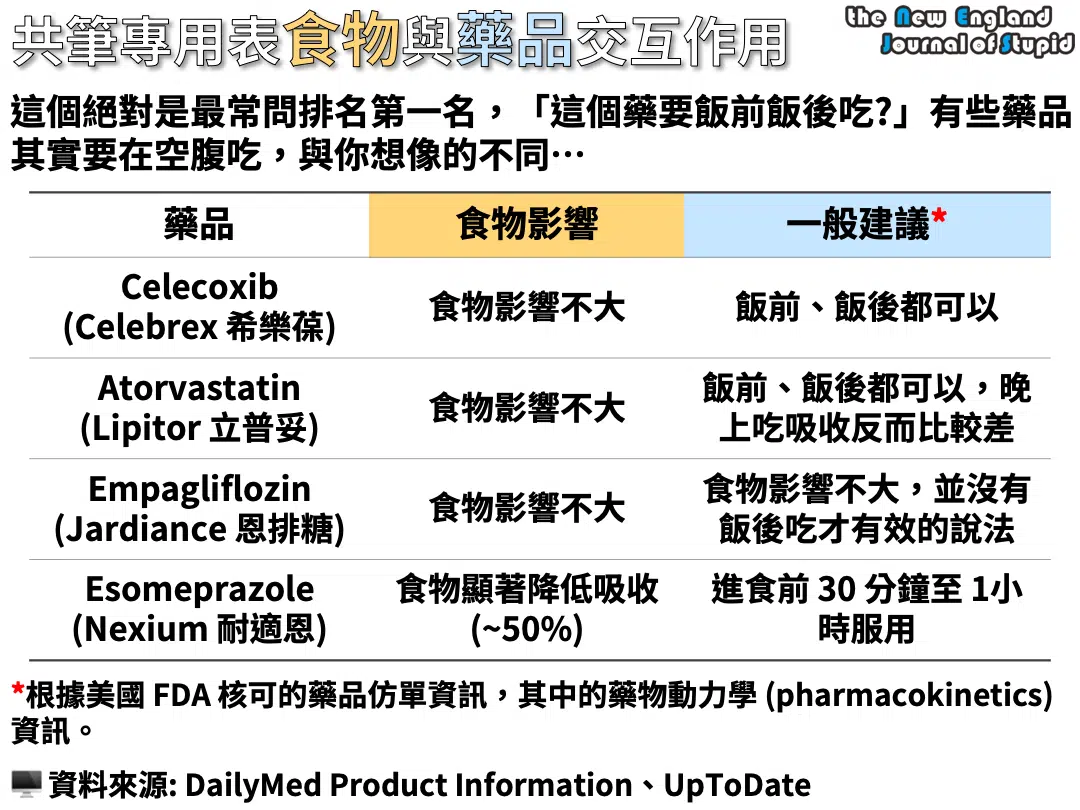 共筆專用表食物與藥品交互作用
the New England
Journal of Stupid
這個絕對是最常問排名第一名，「這個藥要飯前飯後吃?」有些藥品
其實要在空腹吃，與你想像的不同…
藥品
食物影響
一般建議*
Celecoxib
(Celebrex 希樂葆)
食物影響不大
飯前、飯後都可以
Atorvastatin
(Lipitor 立普妥)
食物影響不大
飯前、飯後都可以，晚
上吃吸收反而比較差
Empagliflozin
(Jardiance 恩排糖)
食物影響不大
食物影響不大，並沒有
飯後吃才有效的說法
Esomeprazole
(Nexium 耐適恩)
食物顯著降低吸收
(~50%)
進食前 30 分鐘至 1小
時服用
*根據美國 FDA 核可的藥品仿單資訊，其中的藥物動力學 (pharmacokinetics)
資訊。
資料來源: DailyMed Product Information、UpToDate